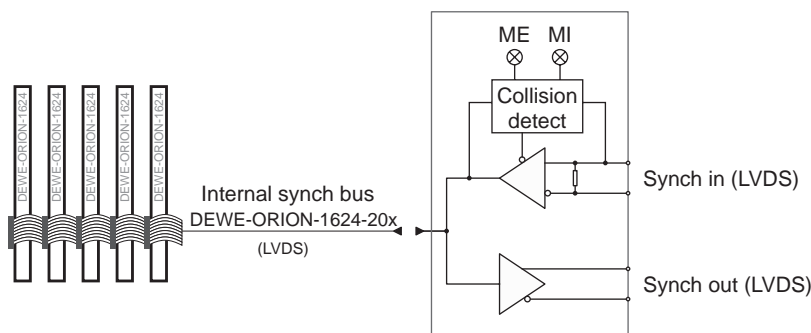 ME MI
Collision
detect
DEWE-ORION-1624
DEWE-ORION-1624
DEWE-ORION-1624
DEWE-ORION-1624
DEWE-ORION-1624
Internal synch bus
DEWE-ORION-1624-20x
(LVDS)
Synch in (LVDS)
Synch out (LVDS)